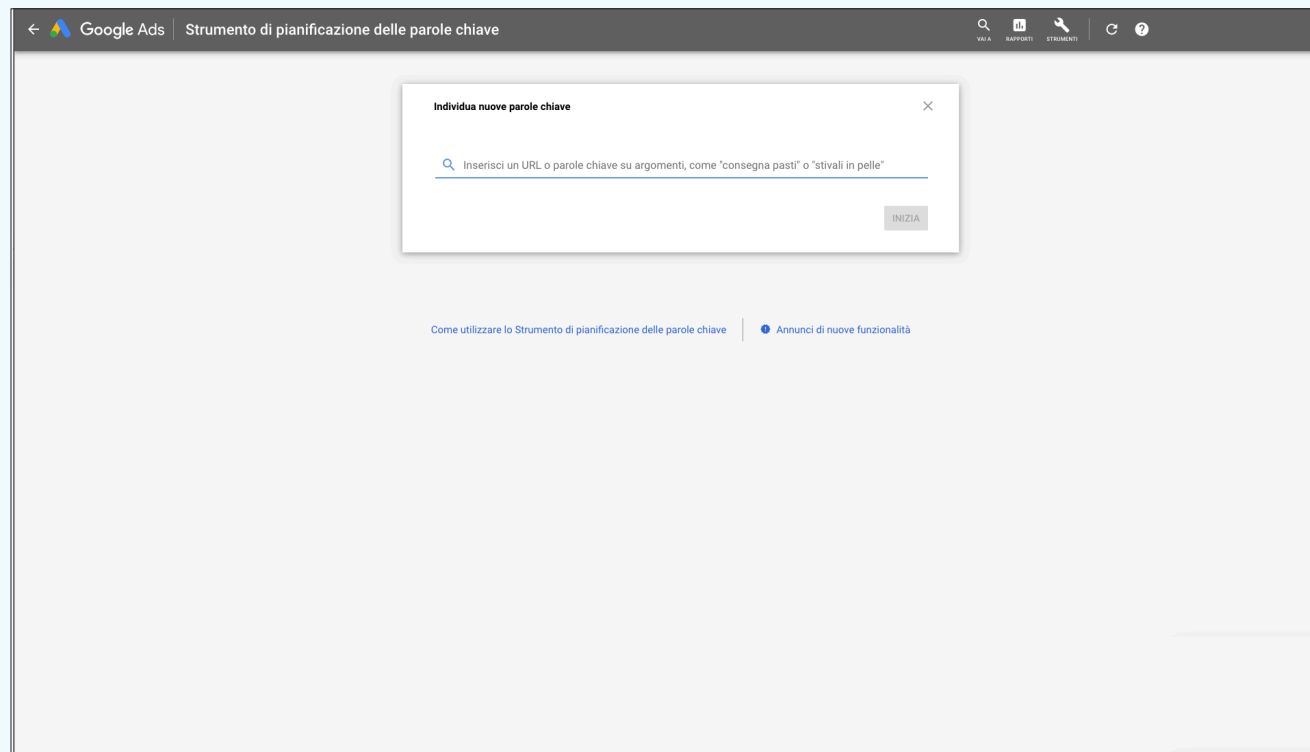 Google Ads Strumento di pianificazione delle parole chiave
VAI A RAPPORTI STRUMENTI
Individua nuove parole chiave
Inserisci un URL o parole chiave su argomenti, come "consegna pasti" o "stivali in pelle"
INIZIA
Come utilizzare lo Strumento di pianificazione delle parole chiave
Annunci di nuove funzionalità